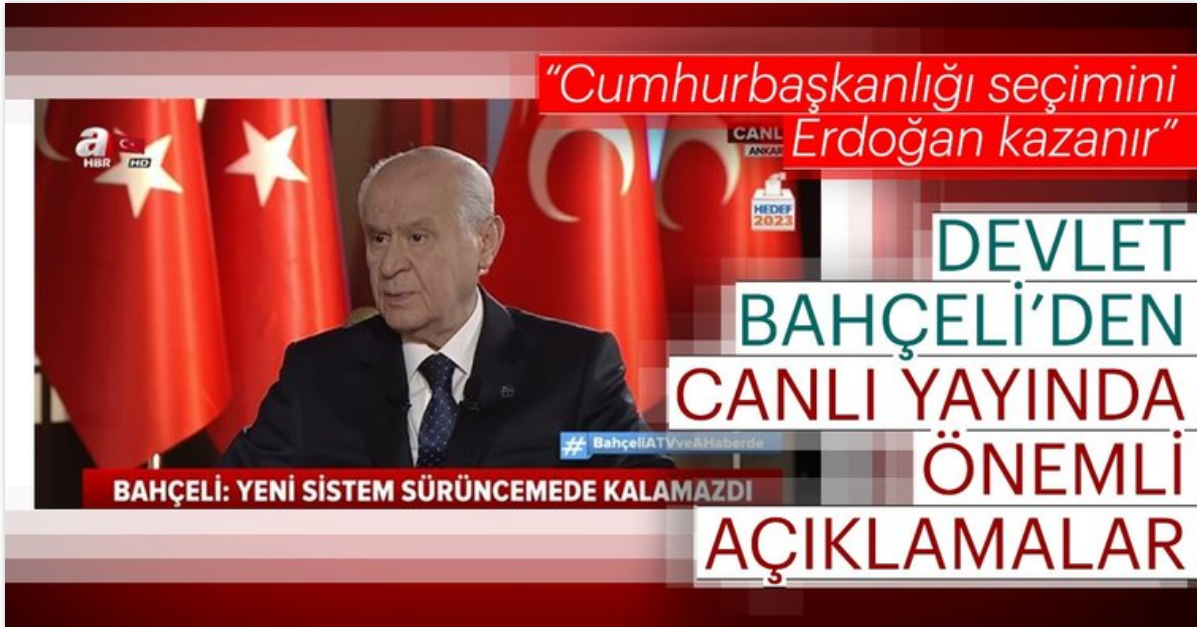 “Cumhurbaşkanlığı seçimini
Erdoğan kazanır”
a
HBR HD
CANLI
ANKARA
HEDEF
2023
DEVLET
BAHÇELİ’DEN
CANLI YAYINDA
ÖNEMLİ
AÇIKLAMALAR
# BahçeliATVveAHaberde
BAHÇELİ: YENİ SİSTEM SÜRÜNCEMEDE KALAMAZDI